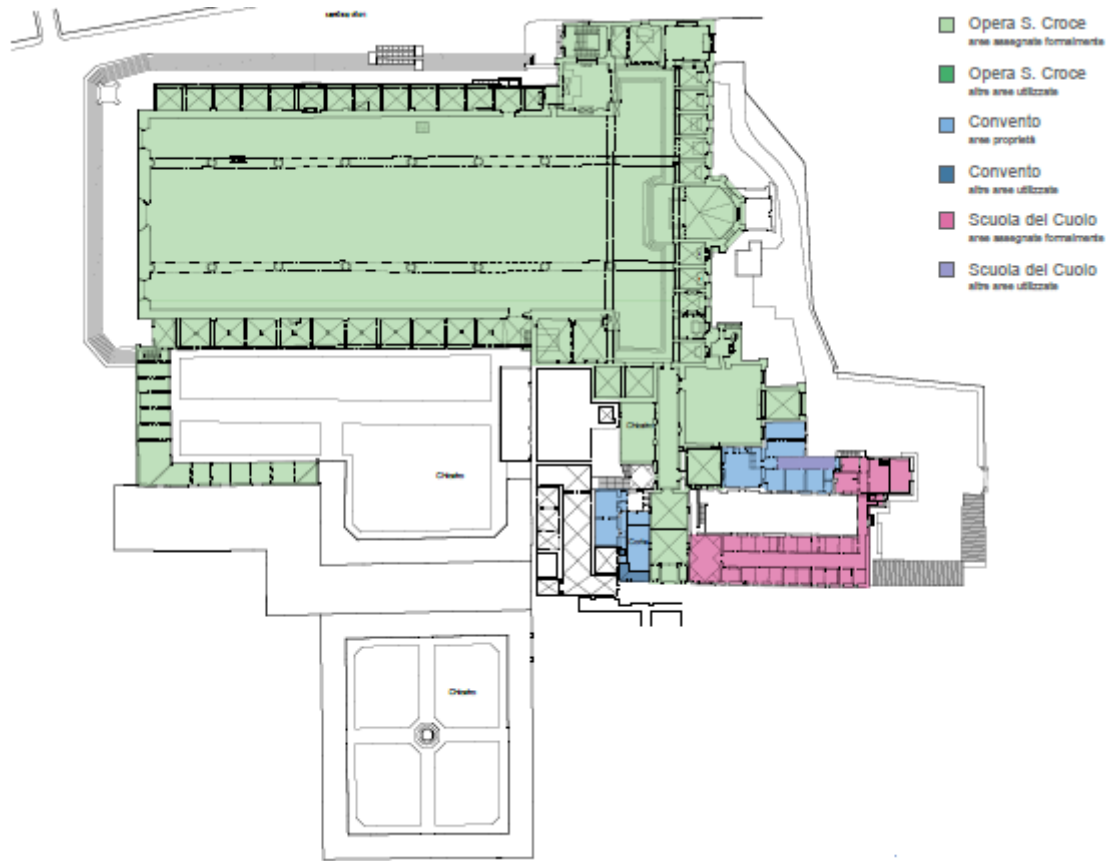 Opera S. Croce
aree assegnate formalmente
Opera S. Croce
altre aree utilizzate
Convento
aree proprietà
Convento
altre aree utilizzate
Scuola del Cuoio
aree assegnate formalmente
Scuola del Cuoio
altre aree utilizzate
Chiostro
Chiostro
Chiostro